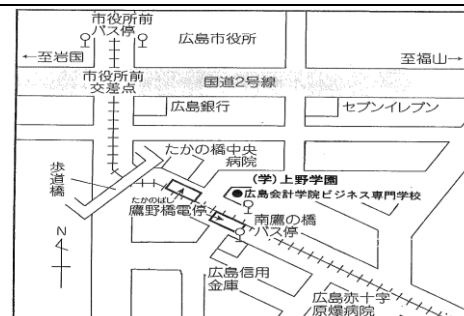 市役所前
バス停
広島市役所
←至岩国
至福山→
市役所前
交差点
国道2号線
広島銀行
セブンイレブン
たかの橋中央
病院
歩道橋
(学)上野学園
●広島会計学院ビジネス専門学校
たかのばし
鷹野橋電停
南鷹の橋
バス停
N
広島信用
金庫
広島赤十字
原爆病院